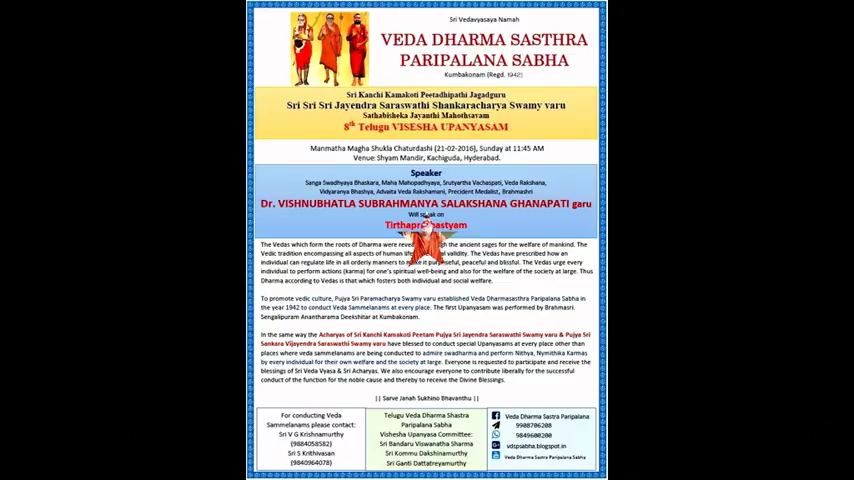 Sri Vedavyasaya Namah
VEDA DHARMA SASTHRA
PARIPALANA SABHA
Kumbakonam (Regd. 1942)
Sri Kanchi Kamakoti Peetadhipathi Jagadguru
Sri Sri Sri Jayendra Saraswathi Shankaracharya Swamy varu
Sathabisheka Jayanthi Mahothsavam
8th Telugu VISESHA UPANYASAM
Manmatha Magha Shukla Chaturdashi (21-02-2016), Sunday at 11:45 AM
Venue: Shyam Mandir, Kachiguda, Hyderabad.
Speaker
Sanga Swadhyaya Bhaskara, Maha Mahopadhyaya, Srutyartha Vachaspati, Veda Rakshana,
Vidyaranya Bhashya, Advaita Veda Rakshamani, Precident Medalist, Brahmashri
Dr. VISHNUBHATLA SUBRAHMANYA SALAKSHANA GHANAPATI garu
Will on
The Vedas which form the roots of Dharma were the ancient sages for the welfare of mankind. The
Vedic tradition encompassing all aspects of human validity. The Vedas have prescribed how an
individual can regulate life in all orderly manners to peaceful and blissful. The Vedas urge every
individual to perform actions (karma) for one's spiritual well-being and also for the welfare of the society at large. Thus
Dharma according to Vedas is that which fosters both individual and social welfare.
To promote vedic culture, Pujya Sri Paramacharya Swamy varu established Veda Dharmasasthra Paripalana Sabha in
the year 1942 to conduct Veda Sammelanams at every place. The first Upanyasam was performed by Brahmasri.
Sengalipuram Anantharama Deekshitar at Kumbakonam.
In the same way the Acharyas of Sri Kanchi Kamakoti Peetam Pujya Sri Jayendra Saraswathi Swamy varu & Pujya Sri
Sankara Vijayendra Saraswathi Swamy varu have blessed to conduct special Upanyasams at every place other than
places where veda sammelanams are being conducted to admire swadharma and perform Nithya, Nymithika Karmas
by every individual for their own welfare and the society at large. Everyone is requested to participate and receive the
blessings of Sri Veda Vyasa & Sri Acharyas. We also encourage everyone to contribute liberally for the successful
conduct of the function for the noble cause and thereby to receive the Divine Blessings.
|| Sarve Janah Sukhino Bhavanthu ||
For conducting Veda
Sammelanams please contact:
Sri V G Krishnamurthy
(9884058582)
Sri S Krithivasan
(9840964078)
Telugu Veda Dharma Shastra
Paripalana Sabha
Vishesha Upanyasa Committee:
Sri Bandaru Viswanatha Sharma
Sri Kommu Dakshinamurthy
Sri Ganti Dattatreyamurthy
Veda Dharma Sastra Paripalana
9908706208
9849600200
vdspsabha.blogspot.in
Veda Dharma Sastra Paripalana Sabha